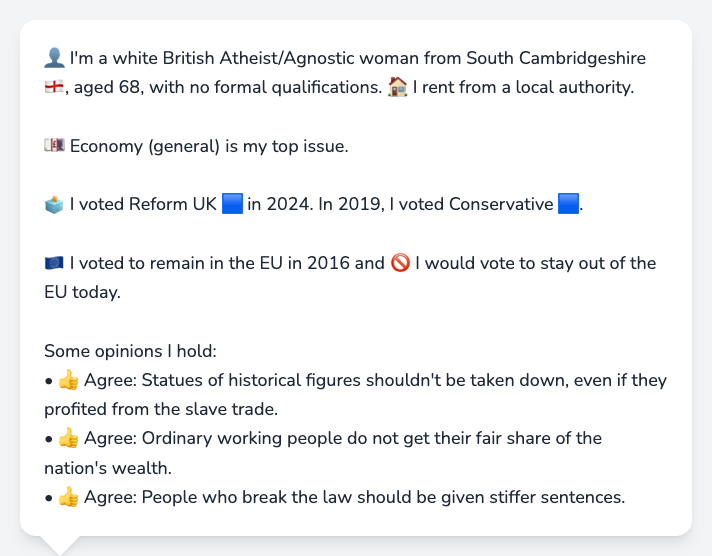 👤 I'm a white British Atheist/Agnostic woman from South Cambridgeshire
🏴󠁧󠁢󠁥󠁮󠁧󠁿, aged 68, with no formal qualifications. 🏠 I rent from a local authority.
💷 Economy (general) is my top issue.
🗳️ I voted Reform UK 🟦 in 2024. In 2019, I voted Conservative 🟦.
🇪🇺 I voted to remain in the EU in 2016 and 🚫 I would vote to stay out of the
EU today.
Some opinions I hold:
• 👍 Agree: Statues of historical figures shouldn't be taken down, even if they
profited from the slave trade.
• 👍 Agree: Ordinary working people do not get their fair share of the
nation's wealth.
• 👍 Agree: People who break the law should be given stiffer sentences.